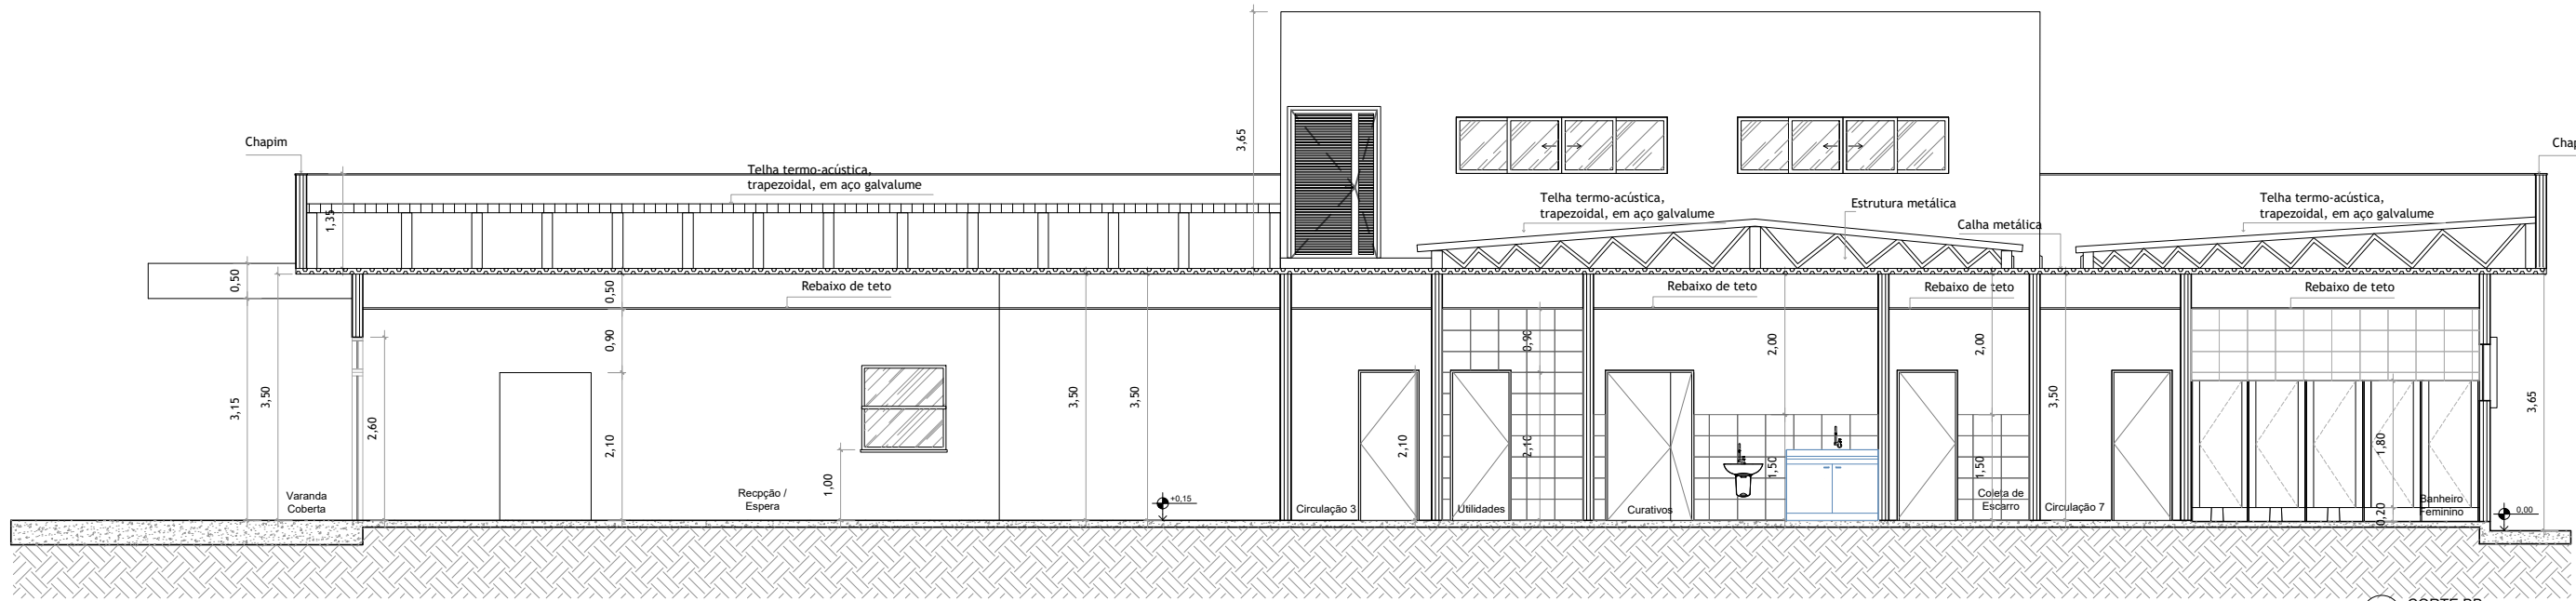 3,65
Chapim
Chap
Telha termo-acústica,
trapezoidal, em aço galvalume
Telha termo-acústica,
trapezoidal, em aço galvalume
Estrutura metálica
Calha metálica
Telha termo-acústica,
trapezoidal, em aço galvalume
1,35
0,50
0,50
Rebaixo de teto
Rebaixo de teto
Rebaixo de teto
Rebaixo de teto
0,90
0,90
2,00
2,00
3,15
3,50
2,60
2,10
1,00
3,50
3,50
2,10
2,10
1,50
1,50
3,50
1,80
0,20
3,65
Varanda
Coberta
Recpção /
Espera
+0,15
Circulação 3
Utilidades
Curativos
Coleta de
Escarro
Circulação 7
Banheiro
Feminino
0,00